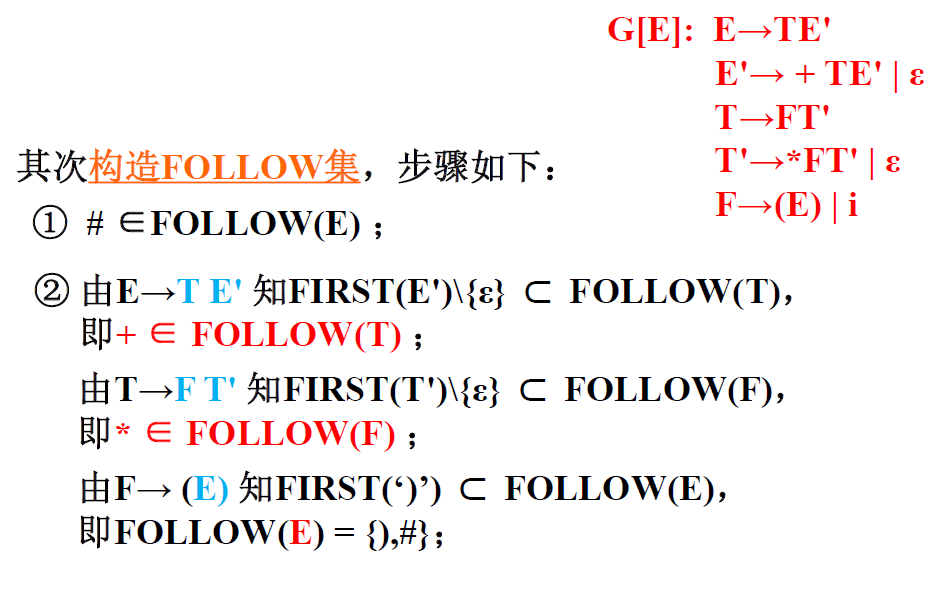 G[E]: E→TE'
E'→ + TE' | ε
T→FT'
T'→*FT' | ε
F→(E) | i
其次构造FOLLOW集，步骤如下：
① # ∈FOLLOW(E)；
② 由E→T E' 知FIRST(E')\{ε} ⊂ FOLLOW(T)，
即+ ∈ FOLLOW(T)；
由T→F T' 知FIRST(T')\{ε} ⊂ FOLLOW(F)，
即* ∈ FOLLOW(F)；
由F→ (E) 知FIRST(‘)’) ⊂ FOLLOW(E)，
即FOLLOW(E) = {),#}；